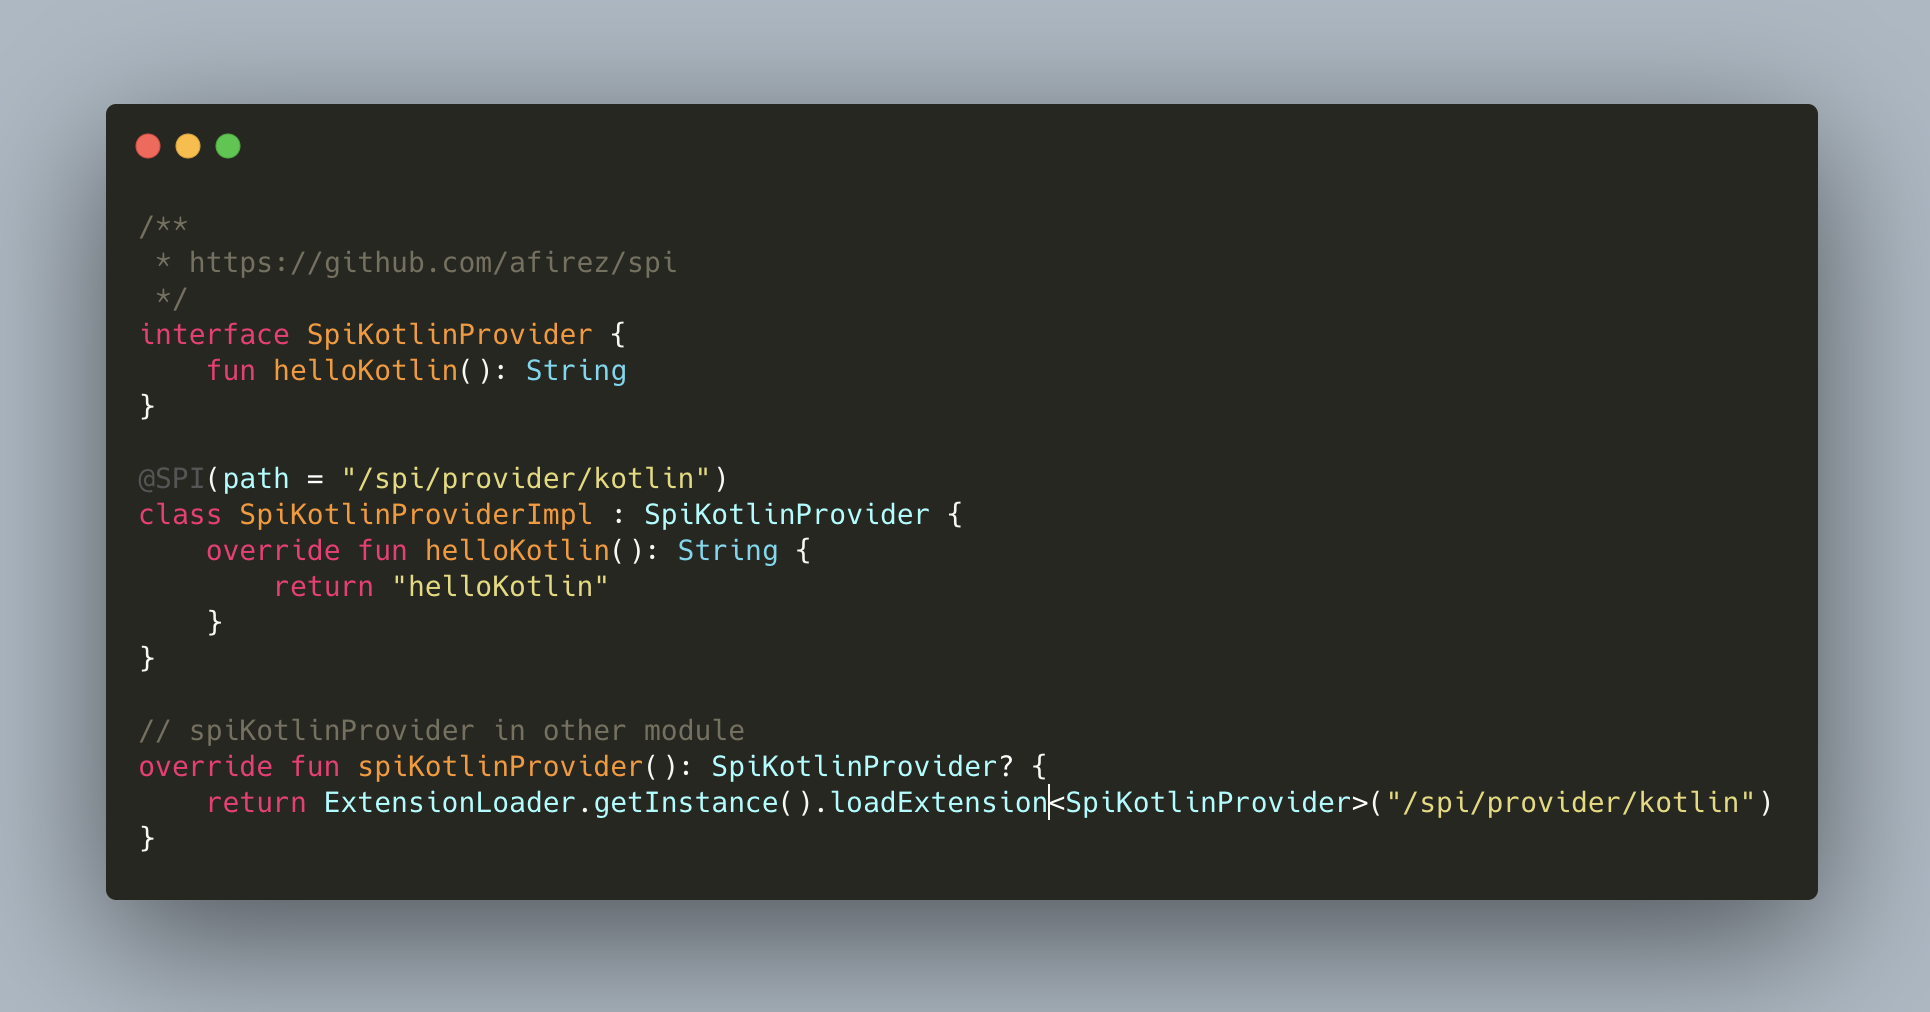 /**
 * https://github.com/afirez/spi
 */
interface SpiKotlinProvider {
    fun helloKotlin(): String
}

@SPI(path = "/spi/provider/kotlin")
class SpiKotlinProviderImpl : SpiKotlinProvider {
    override fun helloKotlin(): String {
        return "helloKotlin"
    }
}

// spiKotlinProvider in other module
override fun spiKotlinProvider(): SpiKotlinProvider? {
    return ExtensionLoader.getInstance().loadExtension<SpiKotlinProvider>("/spi/provider/kotlin")
}